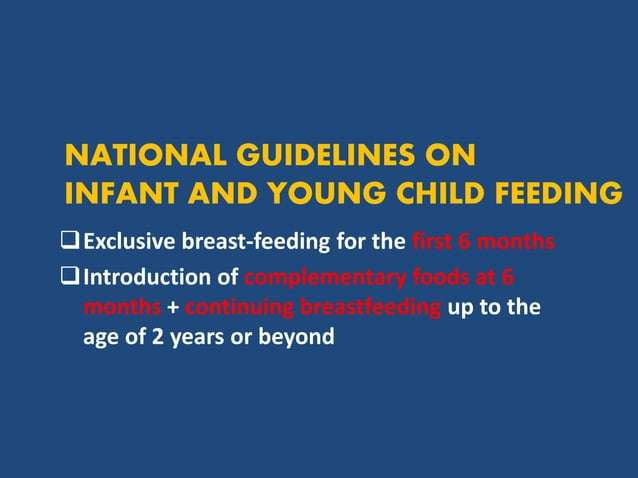 NATIONAL GUIDELINES ON
INFANT AND YOUNG CHILD FEEDING
❑Exclusive breast-feeding for the first 6 months
❑Introduction of complementary foods at 6
months + continuing breastfeeding up to the
age of 2 years or beyond